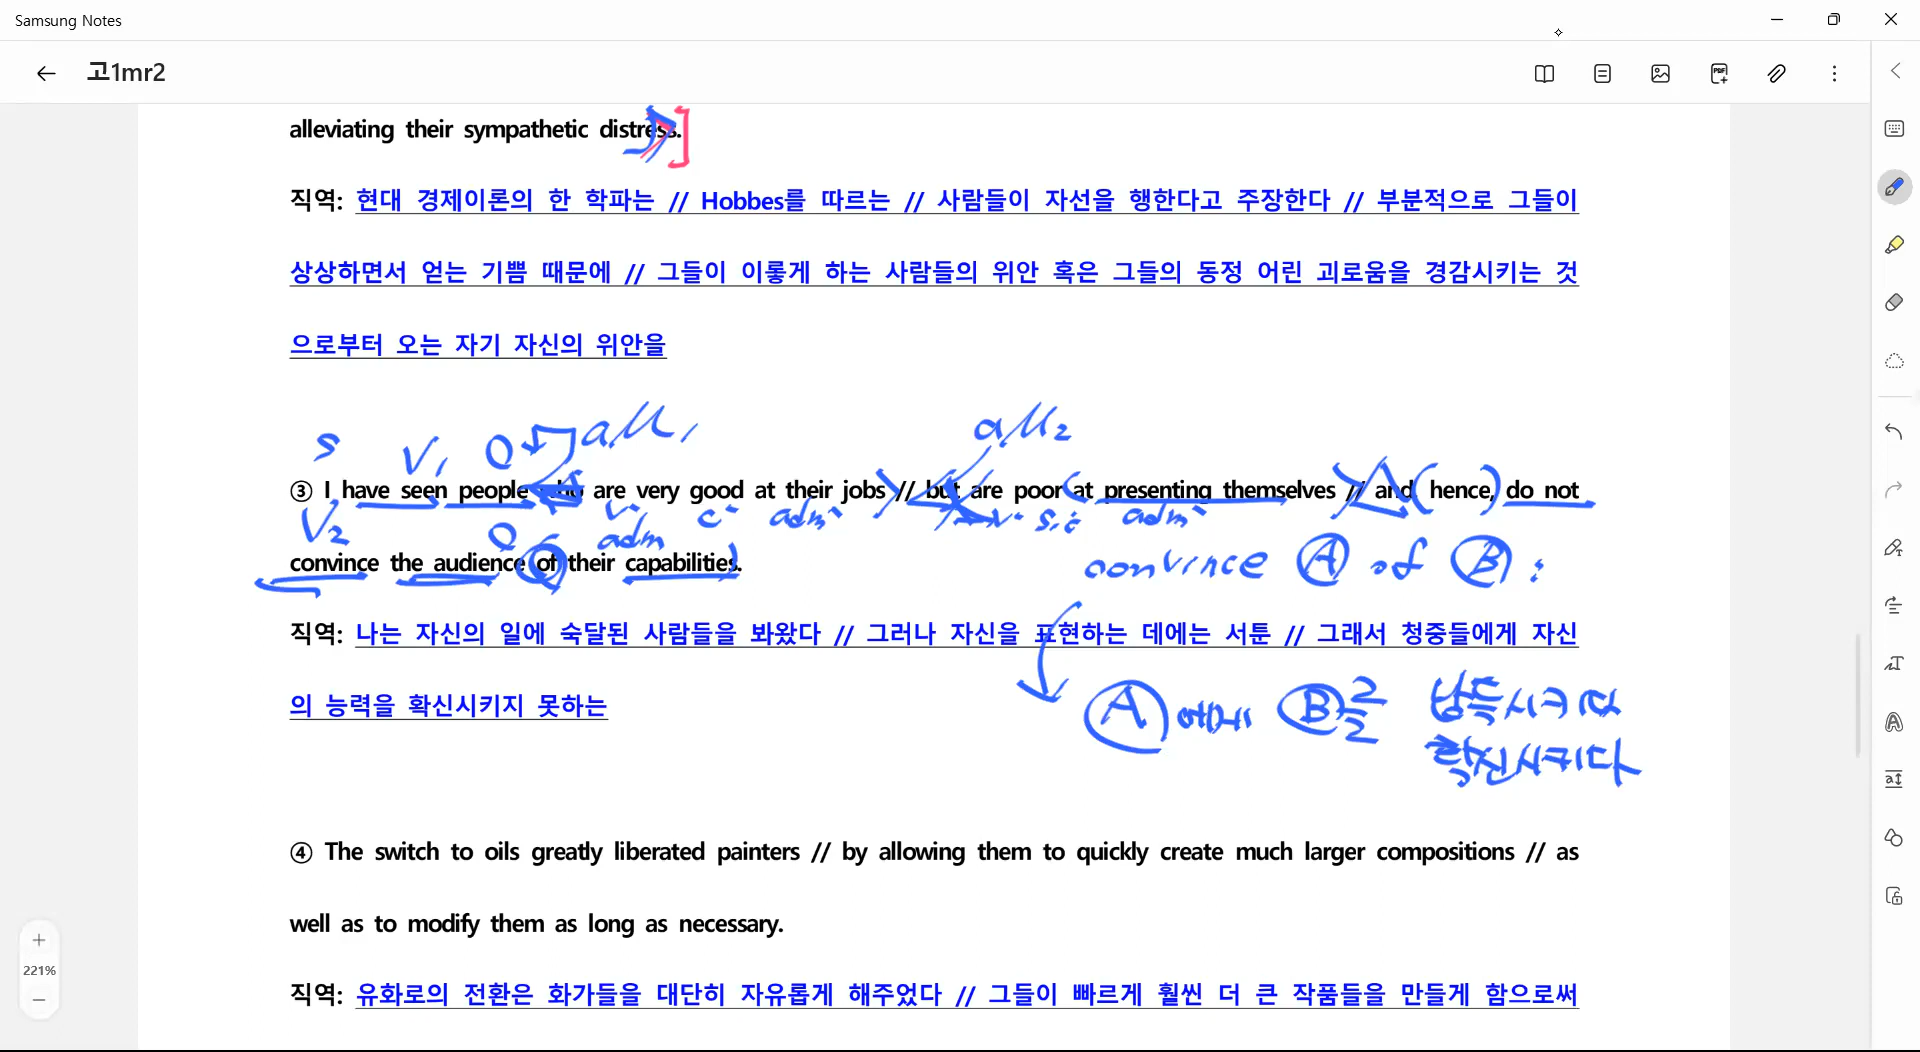 Samsung Notes
고1mr2
alleviating their sympathetic distress.
직역: 현대 경제이론의 한 학파는 // Hobbes를 따르는 // 사람들이 자선을 행한다고 주장한다 // 부분적으로 그들이
상상하면서 얻는 기쁨 때문에 // 그들이 이롭게 하는 사람들의 위안 혹은 그들의 동정 어린 괴로움을 경감시키는 것
으로부터 오는 자기 자신의 위안을
S V1 O
③ I have seen people who are very good at their jobs // but are poor at presenting themselves // and, hence, do not
V2 O adm c adm v s.c adm
convince the audience of their capabilities.
convince A of B :
직역: 나는 자신의 일에 숙달된 사람들을 봐왔다 // 그러나 자신을 표현하는 데에는 서툰 // 그래서 청중들에게 자신
의 능력을 확신시키지 못하는
A 에게 B를 납득시키다
확신시키다
④ The switch to oils greatly liberated painters // by allowing them to quickly create much larger compositions // as
well as to modify them as long as necessary.
직역: 유화로의 전환은 화가들을 대단히 자유롭게 해주었다 // 그들이 빠르게 훨씬 더 큰 작품들을 만들게 함으로써
221%